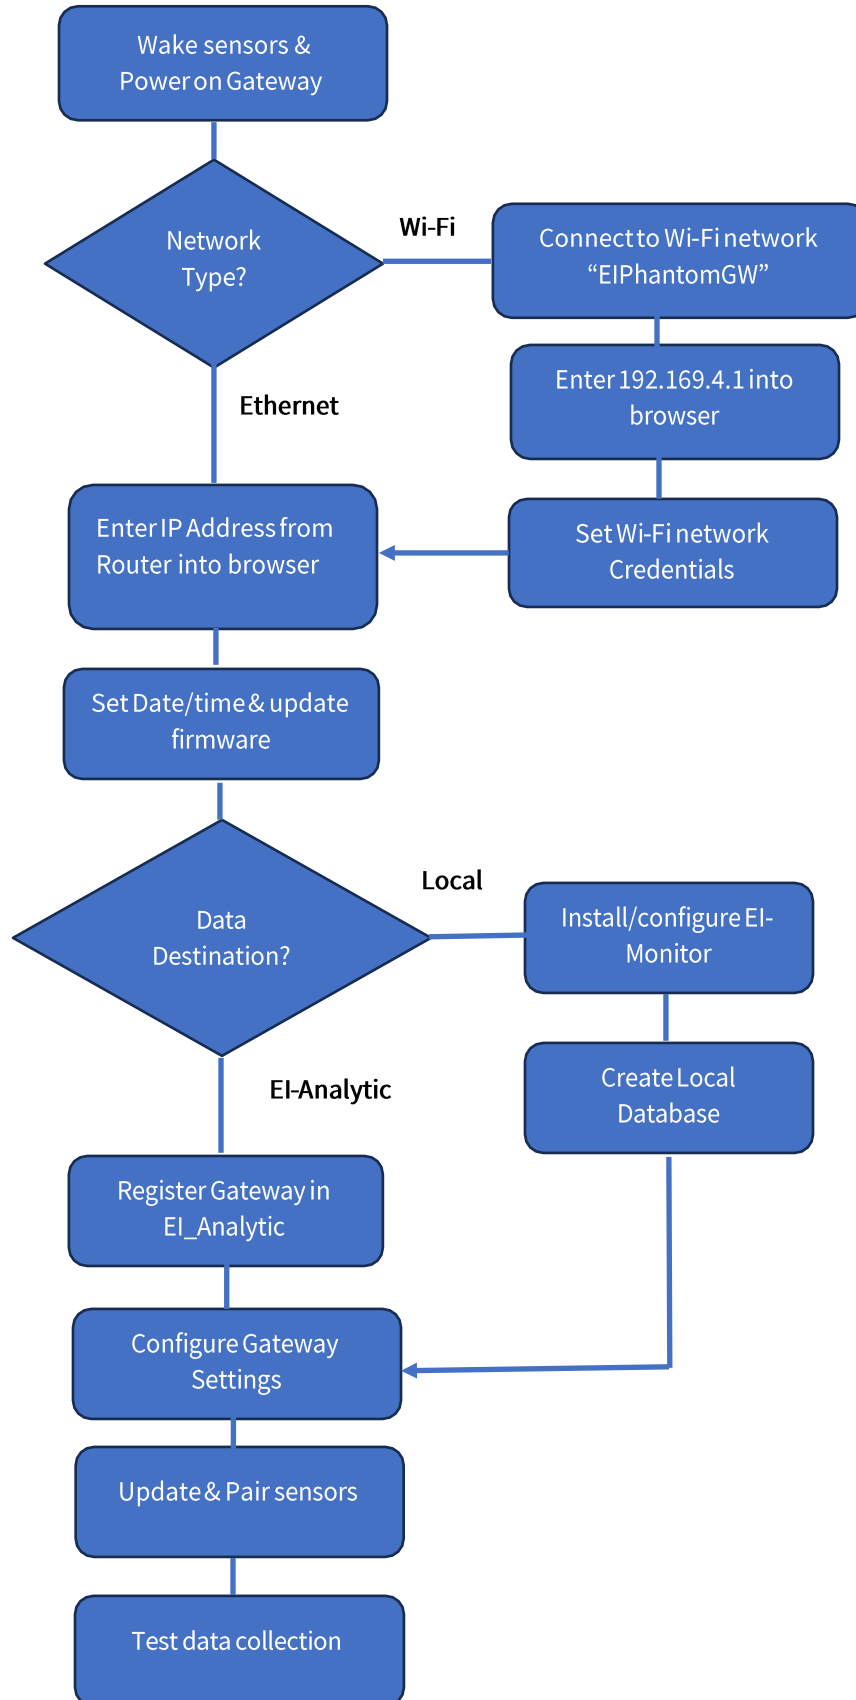 Wake sensors &
Power on Gateway
Network
Type?
Wi-Fi
Connect to Wi-Fi network
“EIPhantomGW”
Enter 192.169.4.1 into
browser
Ethernet
Set Wi-Fi network
Credentials
Enter IP Address from
Router into browser
Set Date/time & update
firmware
Data
Destination?
Local
Install/configure EI-
Monitor
Create Local
Database
EI-Analytic
Register Gateway in
EI_Analytic
Configure Gateway
Settings
Update & Pair sensors
Test data collection